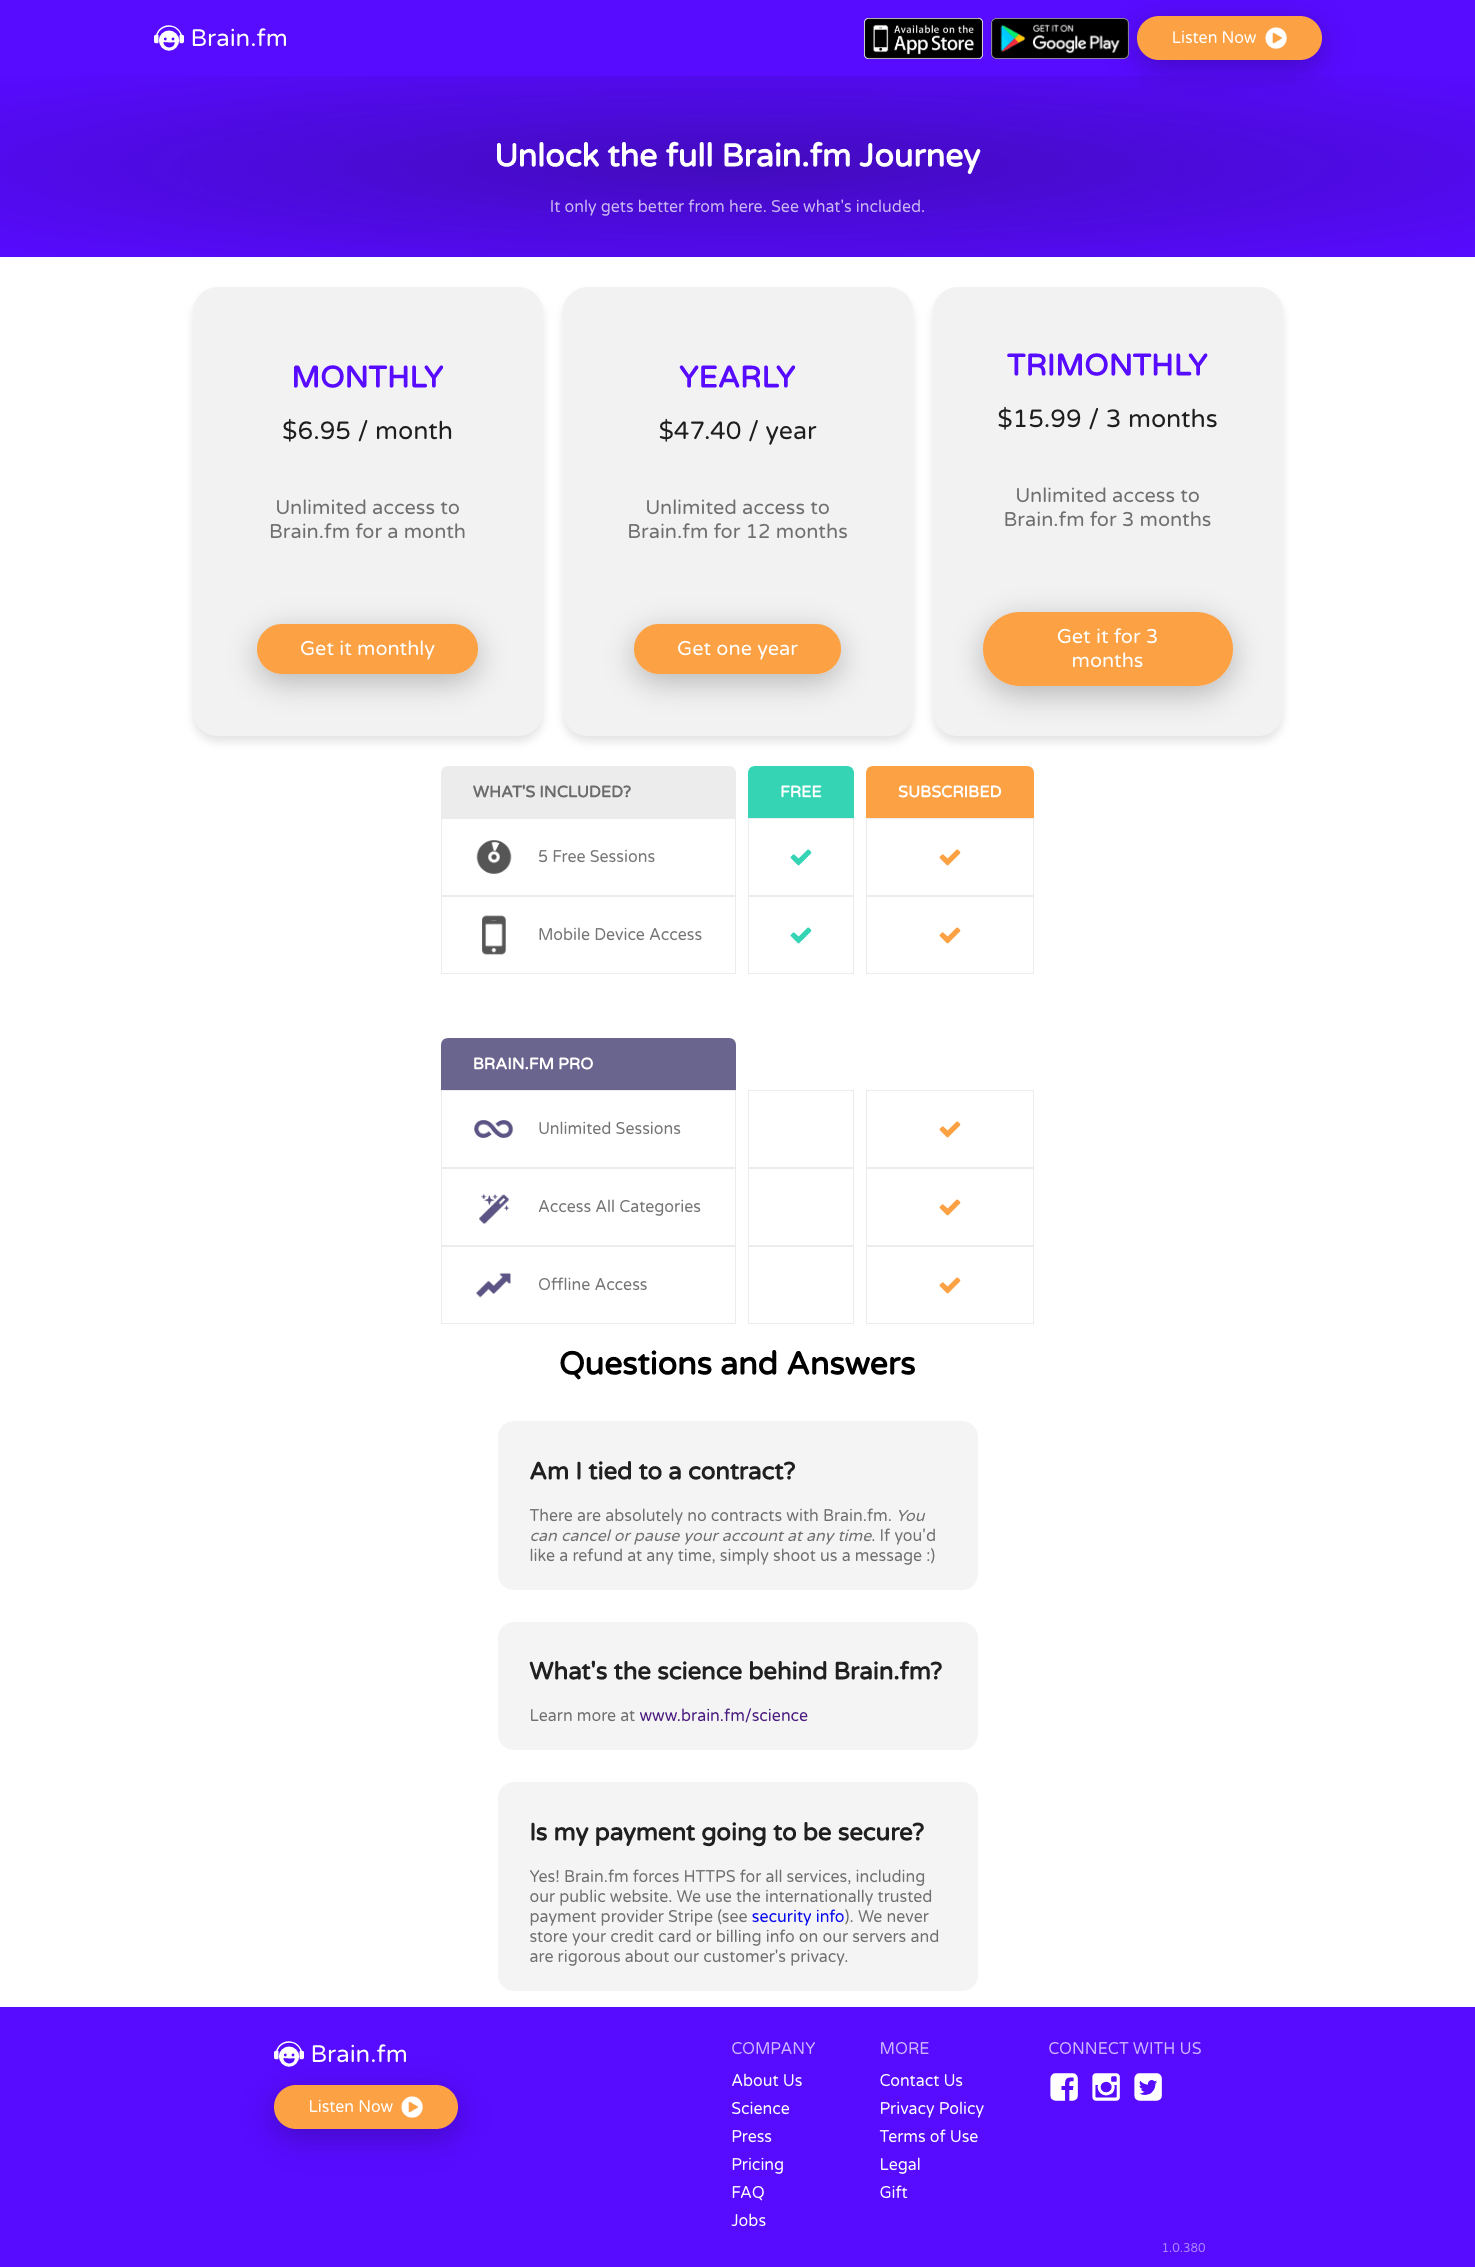 Brain.fm
Available on the
App Store
GET IT ON
Google Play
Listen Now
Unlock the full Brain.fm Journey
It only gets better from here. See what's included.
MONTHLY
$6.95 / month
Unlimited access to
Brain.fm for a month
Get it monthly
YEARLY
$47.40 / year
Unlimited access to
Brain.fm for 12 months
Get one year
TRIMONTHLY
$15.99 / 3 months
Unlimited access to
Brain.fm for 3 months
Get it for 3
months
WHAT'S INCLUDED?
FREE
SUBSCRIBED
5 Free Sessions
Mobile Device Access
BRAIN.FM PRO
Unlimited Sessions
Access All Categories
Offline Access
Questions and Answers
Am I tied to a contract?
There are absolutely no contracts with Brain.fm. You
can cancel or pause your account at any time. If you'd
like a refund at any time, simply shoot us a message :)
What's the science behind Brain.fm?
Learn more at www.brain.fm/science
Is my payment going to be secure?
Yes! Brain.fm forces HTTPS for all services, including
our public website. We use the internationally trusted
payment provider Stripe (see security info). We never
store your credit card or billing info on our servers and
are rigorous about our customer's privacy.
Brain.fm
Listen Now
COMPANY
About Us
Science
Press
Pricing
FAQ
Jobs
MORE
Contact Us
Privacy Policy
Terms of Use
Legal
Gift
CONNECT WITH US
1.0.380